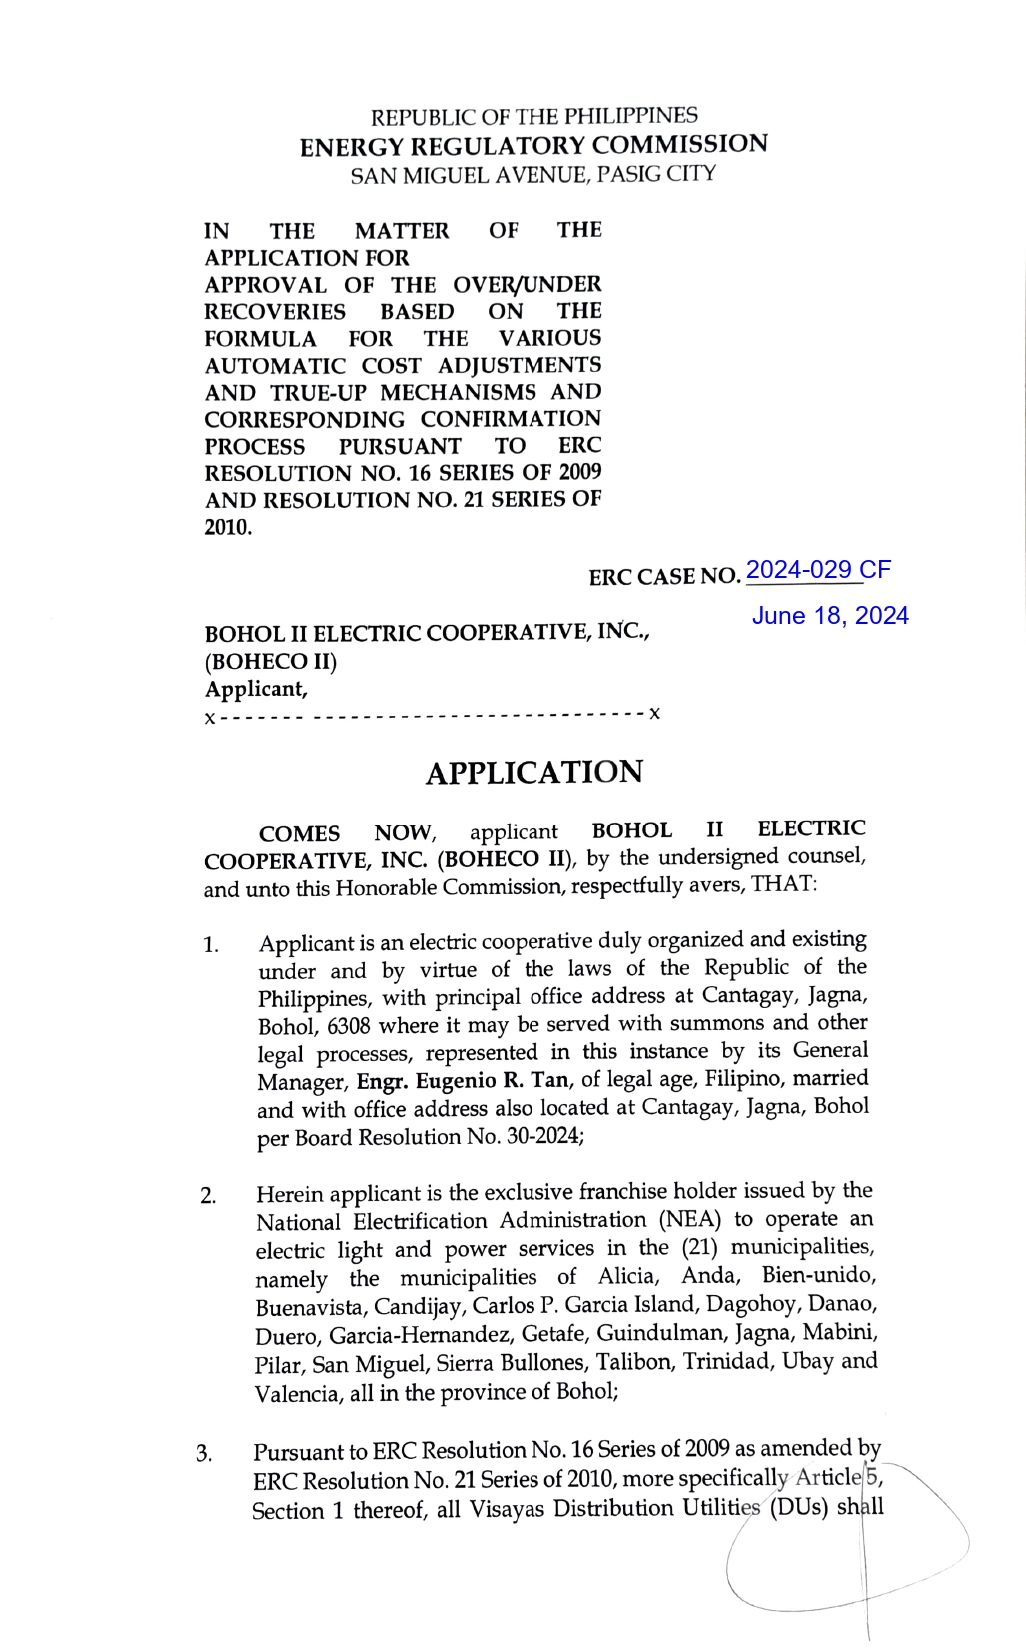 REPUBLIC OF THE PHILIPPINES
ENERGY REGULATORY COMMISSION
SAN MIGUEL AVENUE, PASIG CITY
IN THE MATTER OF THE
APPLICATION FOR
APPROVAL OF THE OVER/UNDER
RECOVERIES BASED ON THE
FORMULA FOR THE VARIOUS
AUTOMATIC COST ADJUSTMENTS
AND TRUE-UP MECHANISMS AND
CORRESPONDING CONFIRMATION
PROCESS PURSUANT TO ERC
RESOLUTION NO. 16 SERIES OF 2009
AND RESOLUTION NO. 21 SERIES OF
2010.
ERC CASE NO. 2024-029 CF
June 18, 2024
BOHOL II ELECTRIC COOPERATIVE, INC.,
(BOHECO II)
Applicant,
x - - - - - - - - - - - - - - - - - - - - - - - - - - - - - - - - - - x
APPLICATION
COMES NOW, applicant BOHOL II ELECTRIC
COOPERATIVE, INC. (BOHECO II), by the undersigned counsel,
and unto this Honorable Commission, respectfully avers, THAT:
1. Applicant is an electric cooperative duly organized and existing
under and by virtue of the laws of the Republic of the
Philippines, with principal office address at Cantagay, Jagna,
Bohol, 6308 where it may be served with summons and other
legal processes, represented in this instance by its General
Manager, Engr. Eugenio R. Tan, of legal age, Filipino, married
and with office address also located at Cantagay, Jagna, Bohol
per Board Resolution No. 30-2024;
2. Herein applicant is the exclusive franchise holder issued by the
National Electrification Administration (NEA) to operate an
electric light and power services in the (21) municipalities,
namely the municipalities of Alicia, Anda, Bien-unido,
Buenavista, Candijay, Carlos P. Garcia Island, Dagohoy, Danao,
Duero, Garcia-Hernandez, Getafe, Guindulman, Jagna, Mabini,
Pilar, San Miguel, Sierra Bullones, Talibon, Trinidad, Ubay and
Valencia, all in the province of Bohol;
3. Pursuant to ERC Resolution No. 16 Series of 2009 as amended by
ERC Resolution No. 21 Series of 2010, more specifically Article 5,
Section 1 thereof, all Visayas Distribution Utilities (DUs) shall